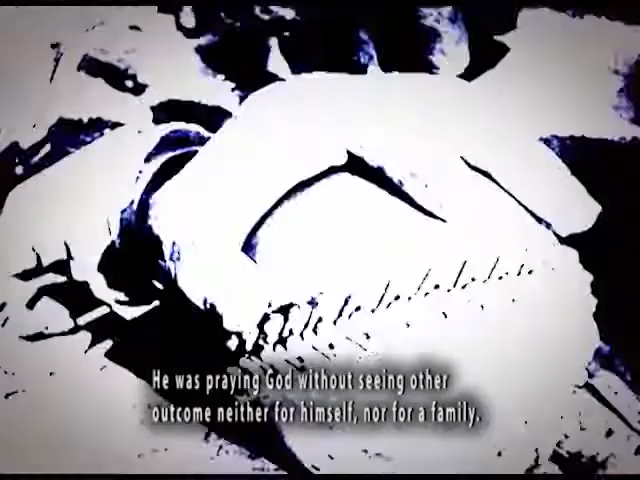 He was praying God without seeing other
outcome neither for himself, nor for a family.